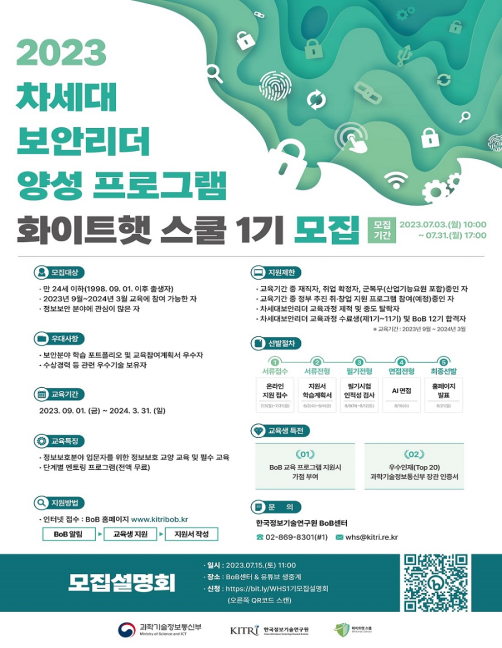 2023
차세대
보안리더
양성 프로그램
화이트햇 스쿨 1기 모집
모집
기간
2023.07.03.(월) 10:00
~ 07.31.(월) 17:00
모집대상
· 만 24세 이하(1998. 09. 01. 이후 출생자)
· 2023년 9월~2024년 3월 교육에 참여 가능한 자
· 정보보안 분야에 관심이 많은 자
우대사항
· 보안분야 학습 포트폴리오 및 교육참여계획서 우수자
· 수상경력 등 관련 우수기술 보유자
교육기간
2023. 09. 01. (금) ~ 2024. 3. 31. (일)
교육특징
· 정보보호분야 입문자를 위한 정보보호 교양 교육 및 필수 교육
· 단계별 멘토링 프로그램(전액 무료)
지원방법
· 인터넷 접수 : BoB 홈페이지 www.kitribob.kr
BoB 알림
교육생 지원
지원서 작성
지원제한
· 교육기간 중 재직자, 취업 확정자, 군복무(산업기능요원 포함)중인 자
· 교육기간 중 정부 추진 취·창업 지원 프로그램 참여(예정)중인 자
· 차세대보안리더 교육과정 제적 및 중도 탈락자
· 차세대보안리더 교육과정 수료생(제1기~11기) 및 BoB 12기 합격자
※ 교육기간 : 2023년 9월 ~ 2024년 3월
선발절차
1 2 3 4 5
서류접수 서류전형 필기전형 면접전형 최종선발
온라인
지원 접수
지원서
학습계획서
필기시험
인적성 검사
AI 면접
홈페이지
발표
교육생 특전
01
BoB 교육 프로그램 지원시
가점 부여
02
우수인재(Top 20)
과학기술정보통신부 장관 인증서
문 의
한국정보기술연구원 BoB센터
02-869-8301(#1) whs@kitri.re.kr
모집설명회
· 일시 : 2023.07.15.(토) 11:00
· 장소 : BoB센터 & 유튜브 생중계
· 신청 : https://bit.ly/WHS1기모집설명회
(오른쪽 QR코드 스캔)
과학기술정보통신부
Ministry of Science and ICT
KITRI 한국정보기술연구원
화이트햇 스쿨